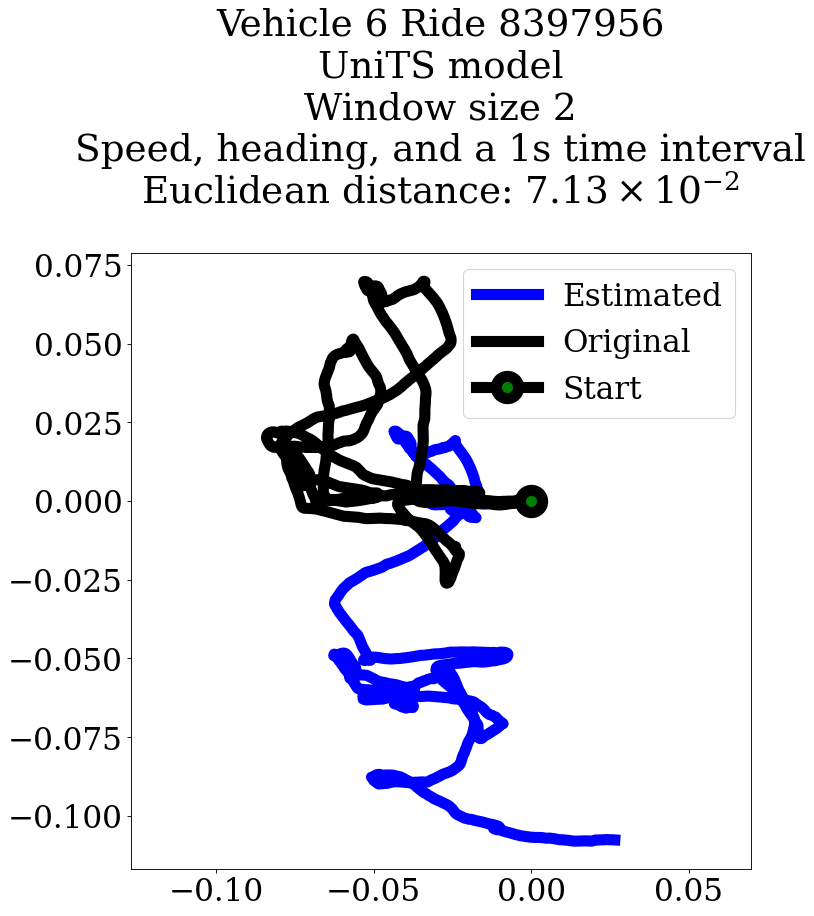 Vehicle 6 Ride 8397956
UniTS model
Window size 2
Speed, heading, and a 1s time interval
Euclidean distance: 7.13 × 10⁻²
0.075
0.050
0.025
0.000
−0.025
−0.050
−0.075
−0.100
Estimated
Original
Start
−0.10
−0.05
0.00
0.05